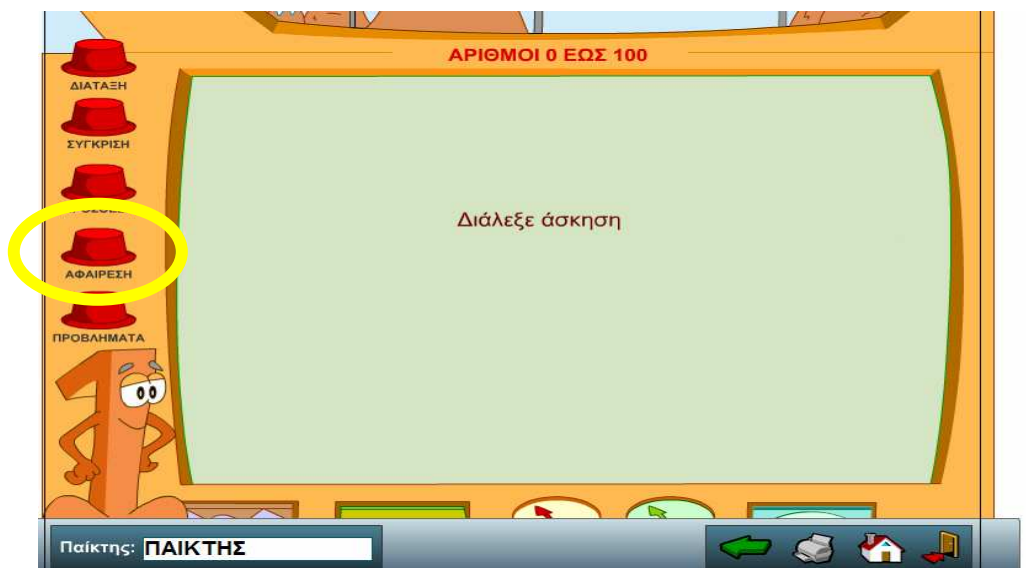 ΑΡΙΘΜΟΙ 0 ΕΩΣ 100
ΔΙΑΤΑΞΗ
ΣΥΓΚΡΙΣΗ
Διάλεξε άσκηση
ΑΦΑΙΡΕΣΗ
ΠΡΟΒΛΗΜΑΤΑ
Παίκτης: ΠΑΙΚΤΗΣ